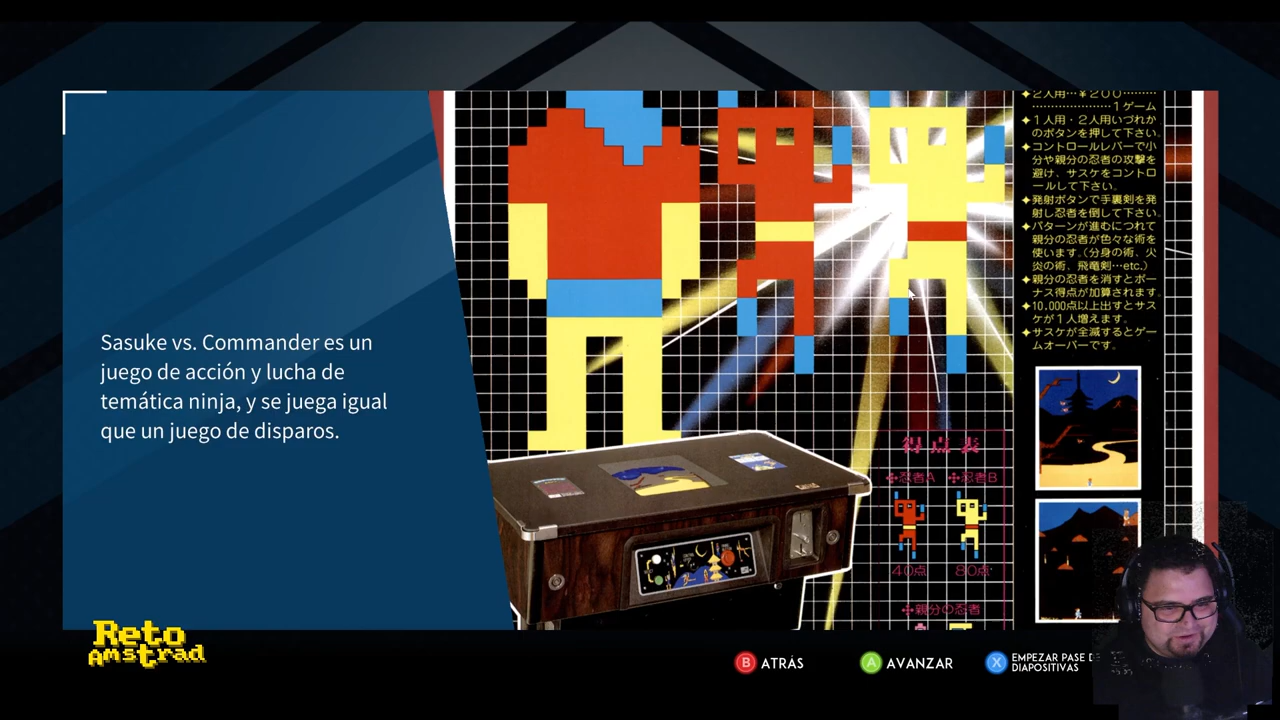 Sasuke vs. Commander es un
juego de acción y lucha de
temática ninja, y se juega igual
que un juego de disparos.
✦2人用…￥200………
…………………1ゲーム
✦1人用・2人用いづれか
のボタンを押して下さい。
✦コントロールレバーで小
分や親分の忍者の攻撃を
避け、サスケをコントロ
ールして下さい。
✦発射ボタンで手裏剣を発
射し忍者を倒して下さい。
✦パターンが進むにつれて
親分の忍者が色々な術を
使います。(分身の術、火
炎の術、飛竜剣…etc.)
✦親分の忍者を消すとボー
ナス得点が加算されます。
✦10,000点以上出すとサス
ケが1人増えます。
✦サスケが全滅するとゲー
ムオーバーです。
得点表
✣忍者A ✣忍者B
40点 80点
✣親分の忍者
Reto
Amstrad
B ATRÁS
A AVANZAR
X EMPEZAR PASE DE
DIAPOSITIVAS